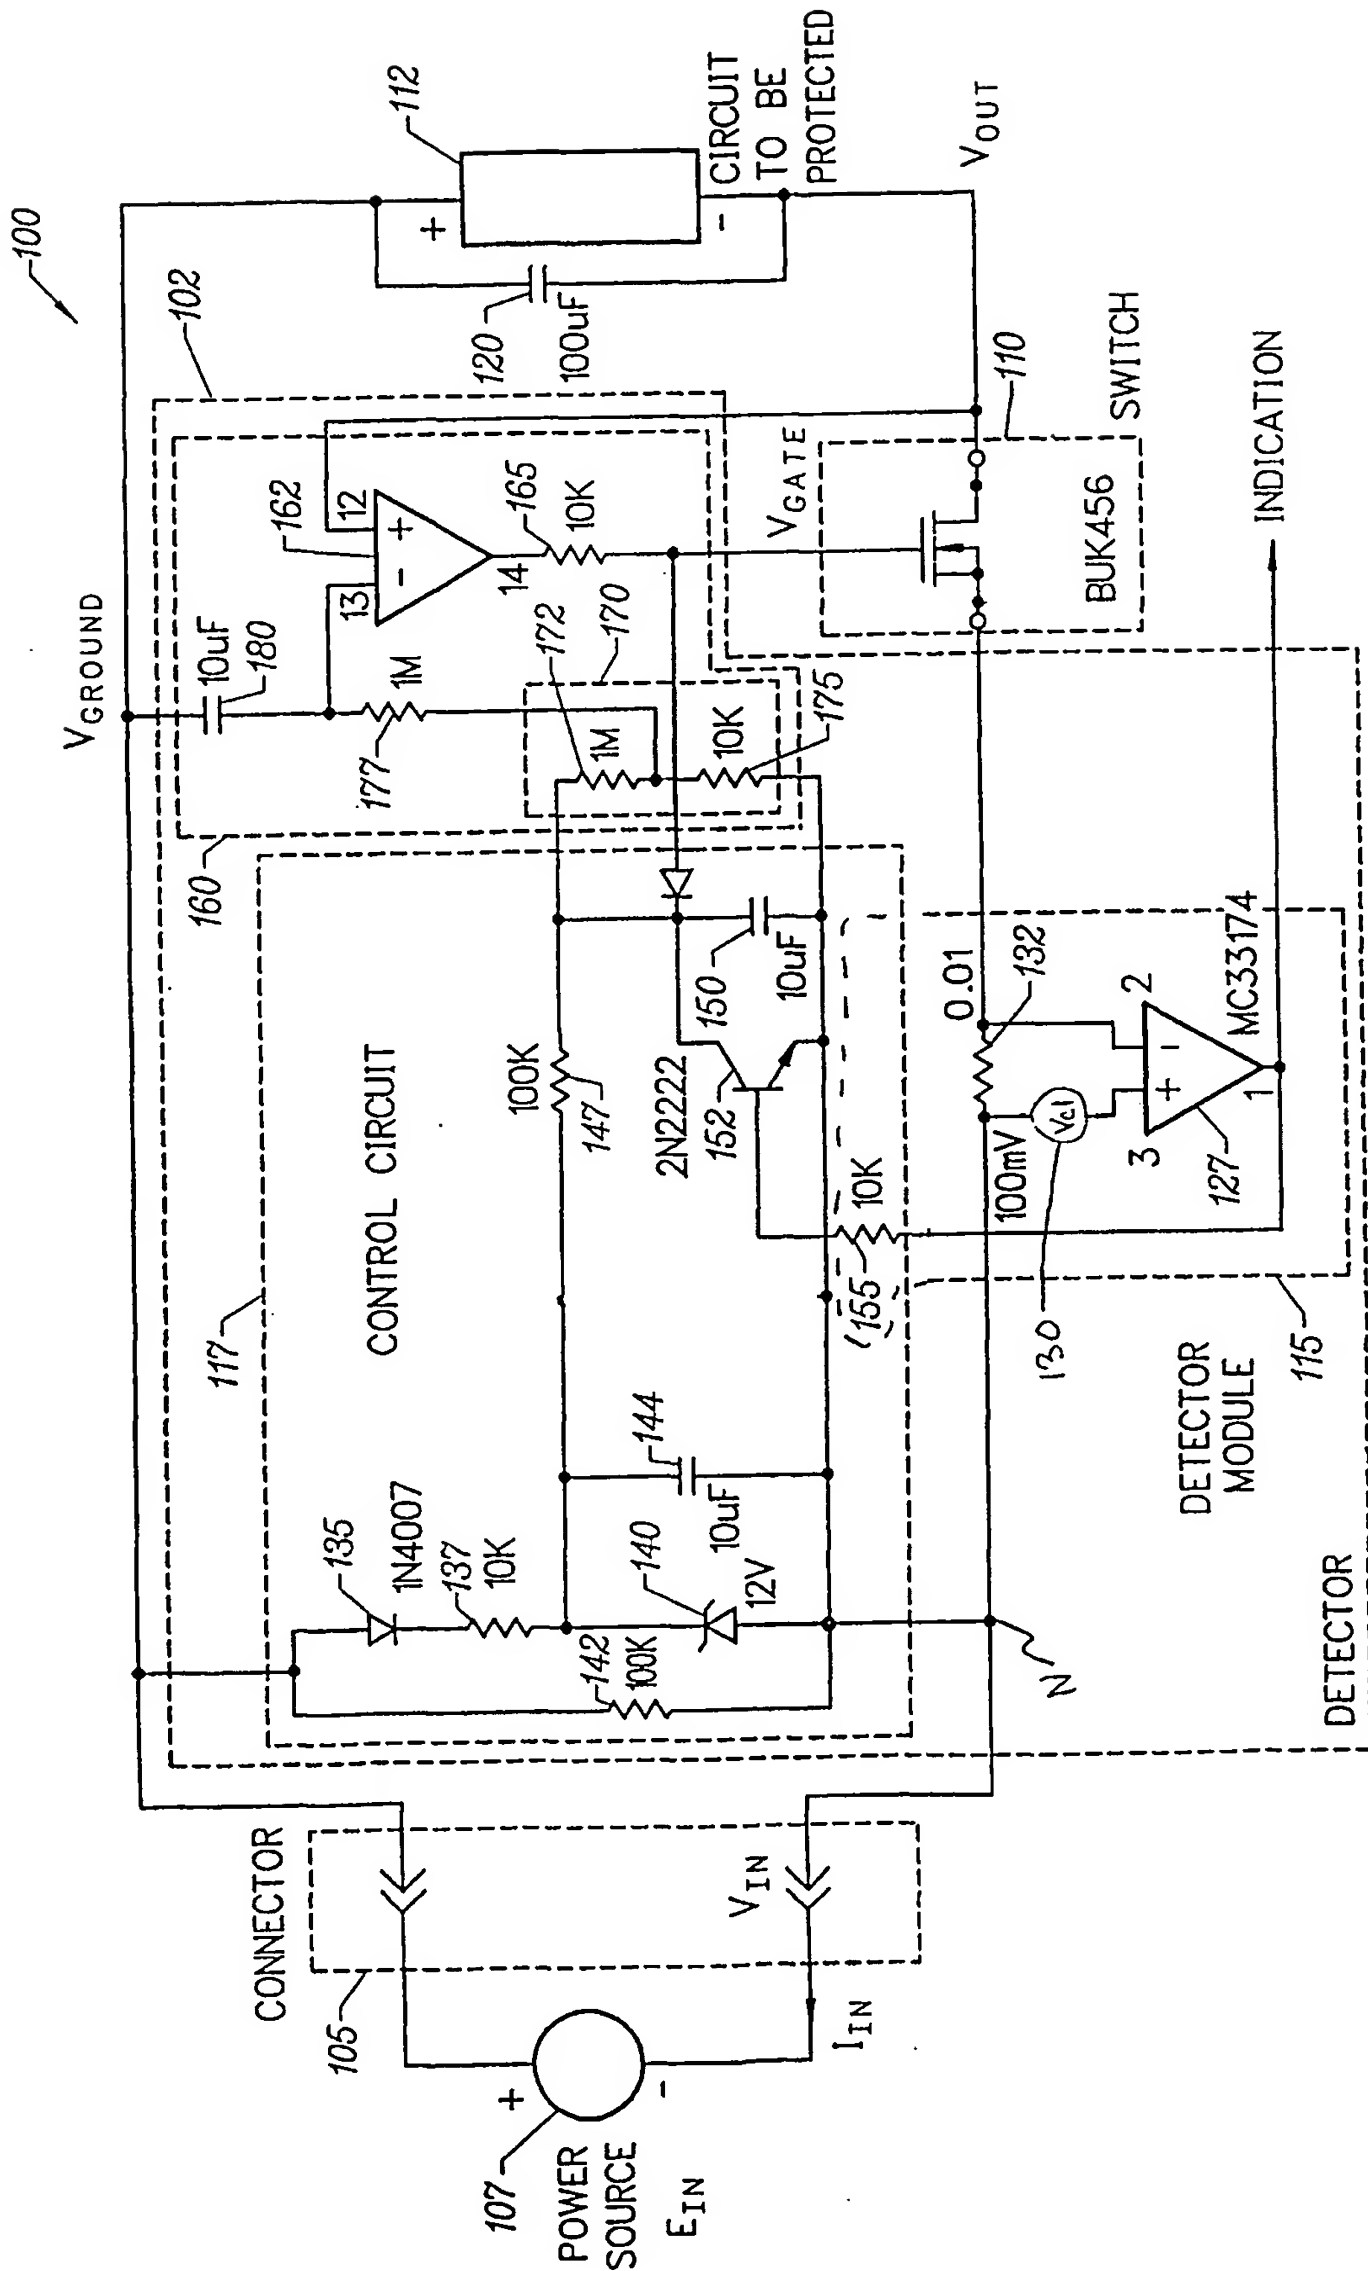 100
VGROUND
102
10uF
180
162
13
12
14
165
10K
177
1M
172
170
1M
10K
175
160
117
CONTROL CIRCUIT
100K
147
2N2222
152
150
10uF
10K
155
135
1N4007
137
10K
144
10uF
140
12V
142
100K
112
+
-
CIRCUIT
TO BE
PROTECTED
120
100uF
VOUT
VGATE
110
SWITCH
BUK456
INDICATION
0.01
132
100mV
Vcl
130
3
2
+
-
1
127
MC33174
115
DETECTOR
MODULE
DETECTOR
N
CONNECTOR
105
VIN
IIN
107
+
-
POWER
SOURCE
EIN